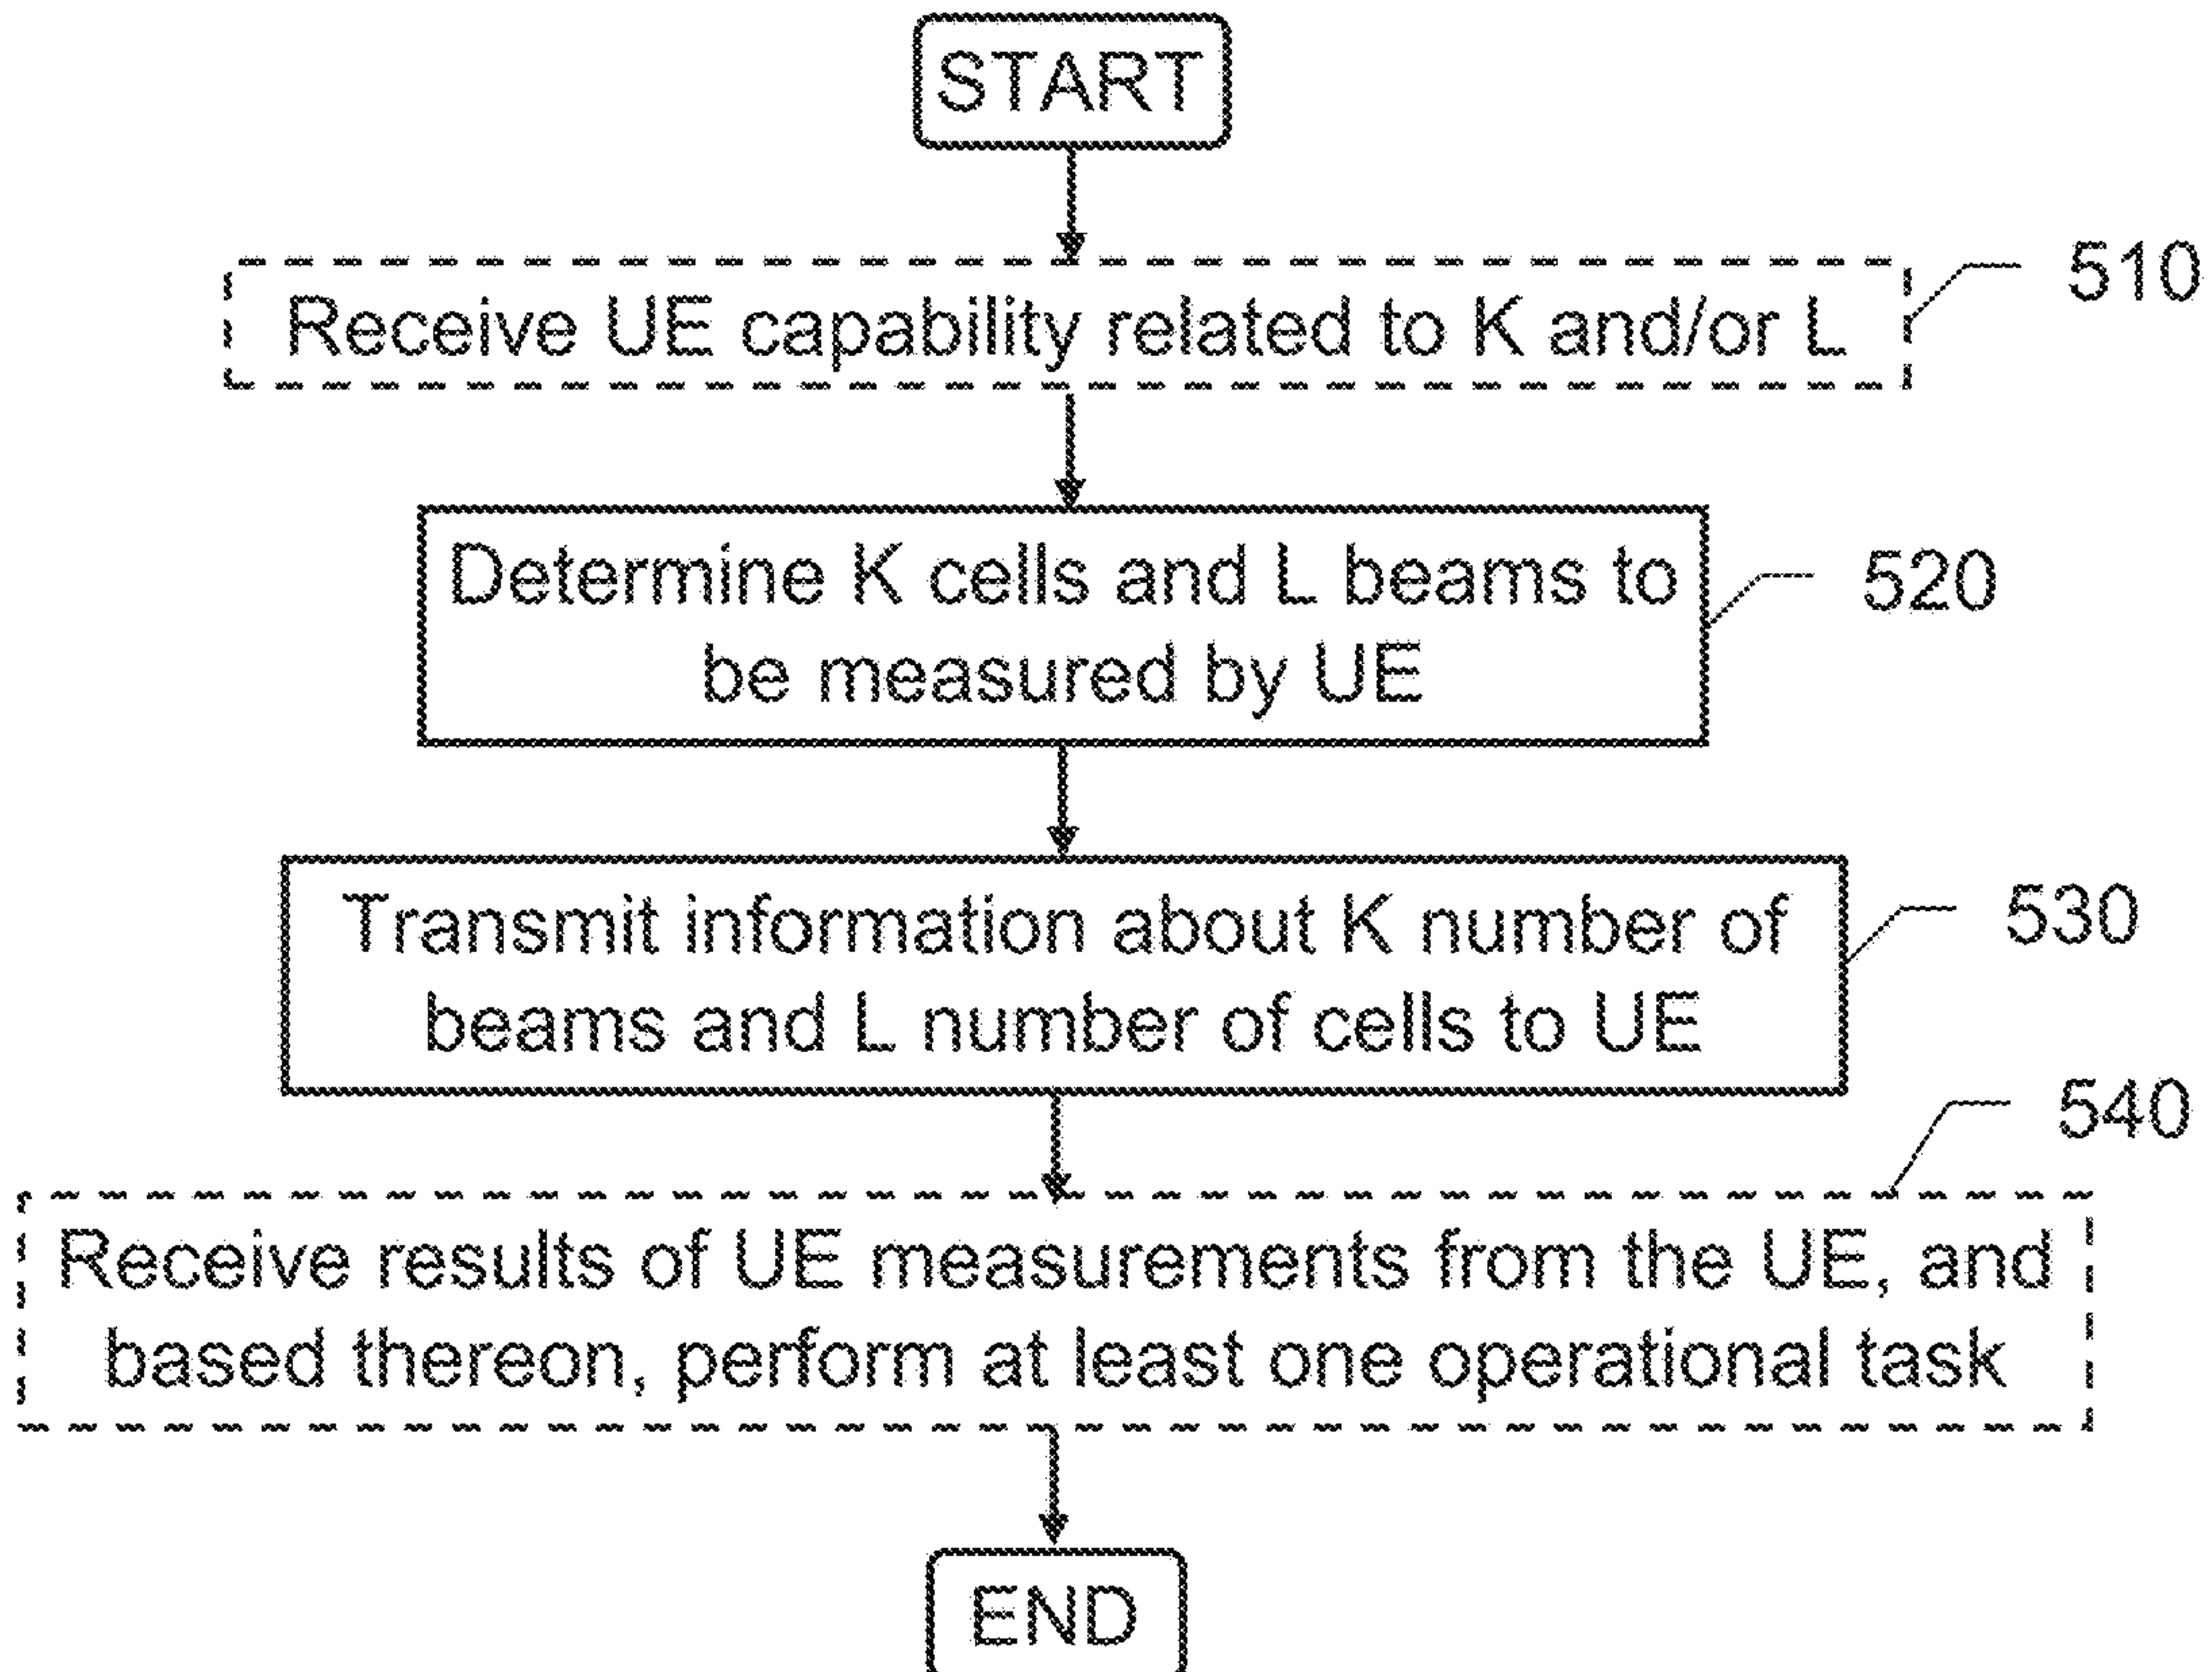 START
Receive UE capability related to K and/or L
510
Determine K cells and L beams to
be measured by UE
520
Transmit information about K number of
beams and L number of cells to UE
530
540
Receive results of UE measurements from the UE, and
based thereon, perform at least one operational task
END